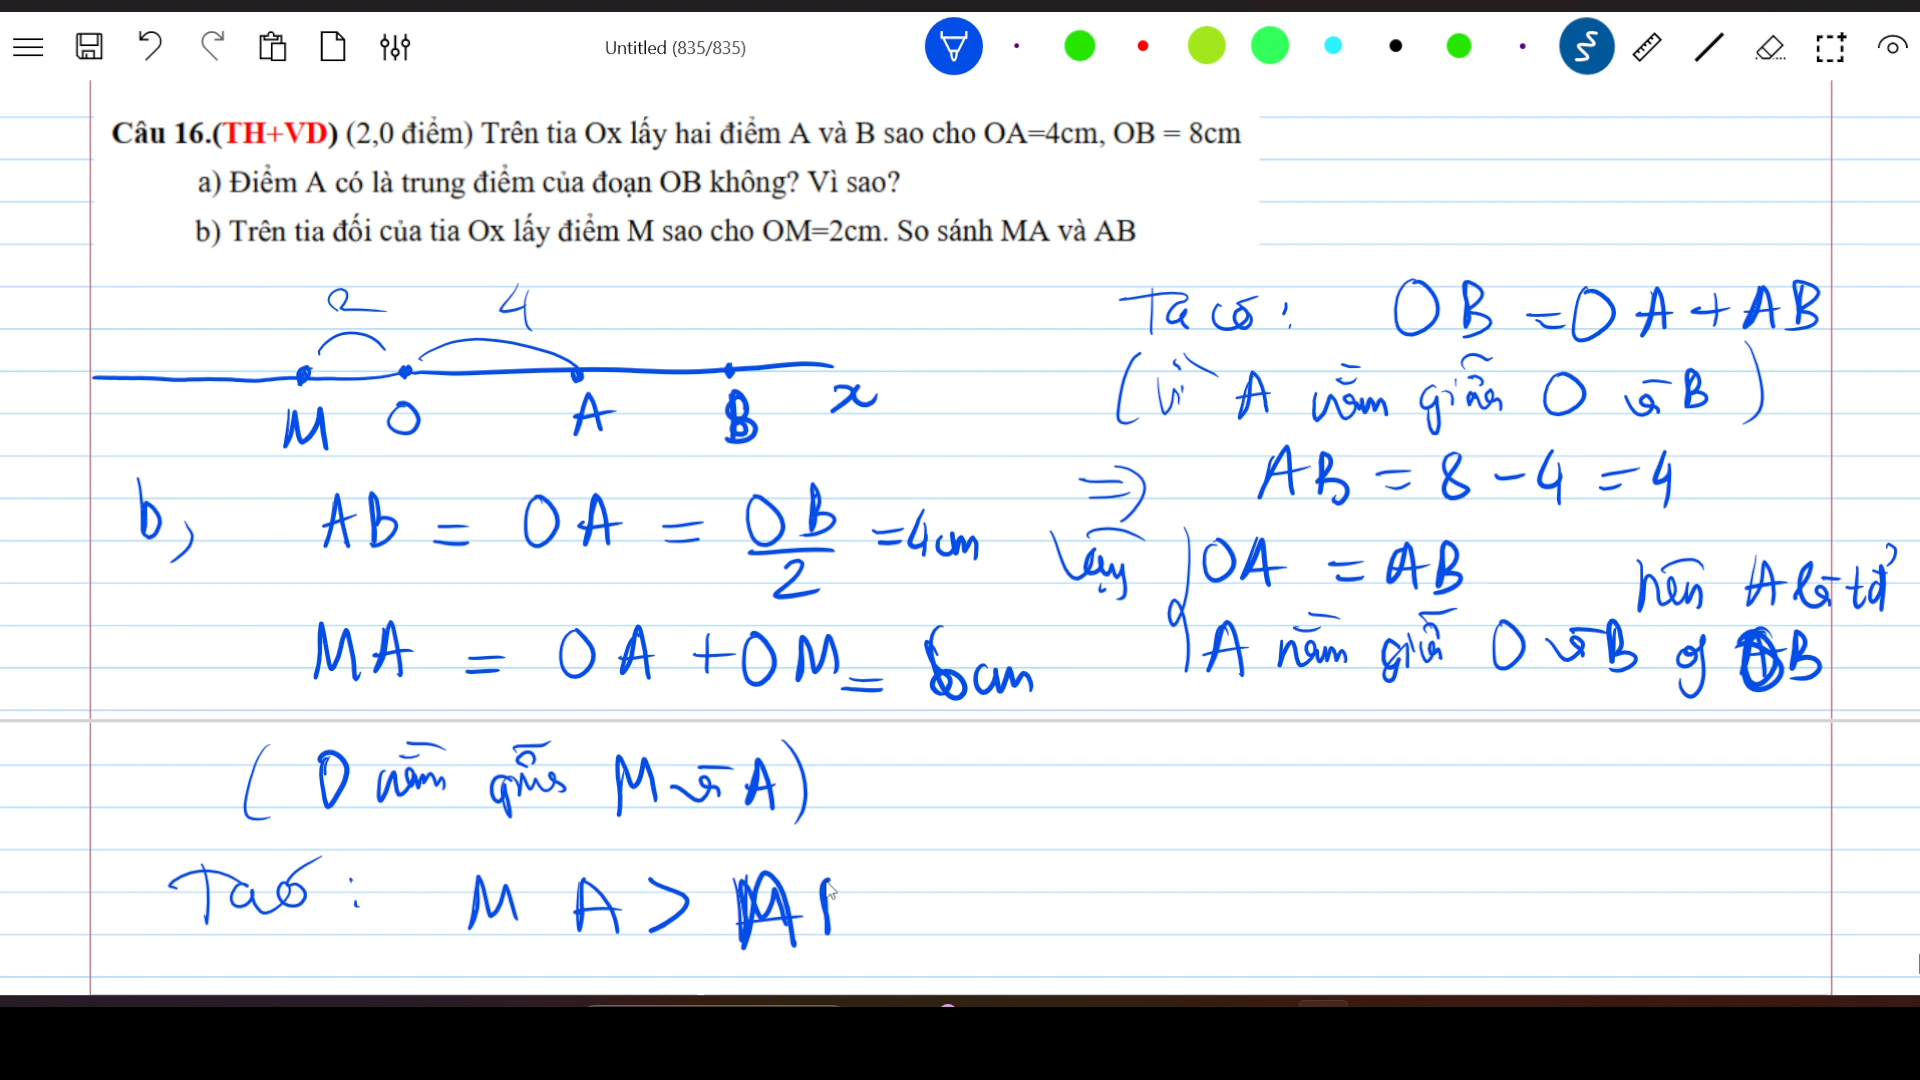 Untitled (835/835)
Câu 16.(TH+VD) (2,0 điểm) Trên tia Ox lấy hai điểm A và B sao cho OA=4cm, OB = 8cm
a) Điểm A có là trung điểm của đoạn OB không? Vì sao?
b) Trên tia đối của tia Ox lấy điểm M sao cho OM=2cm. So sánh MA và AB
2 4
M O A B x
b, AB = OA = OB/2 = 4cm
MA = OA + OM = 6cm
(O nằm giữa M và A)
Ta có: MA > A
Ta có: OB = OA + AB
(vì A nằm giữa O và B)
=> AB = 8 - 4 = 4
Vậy OA = AB
A nằm giữa O và B
nên A là tđ
của OB